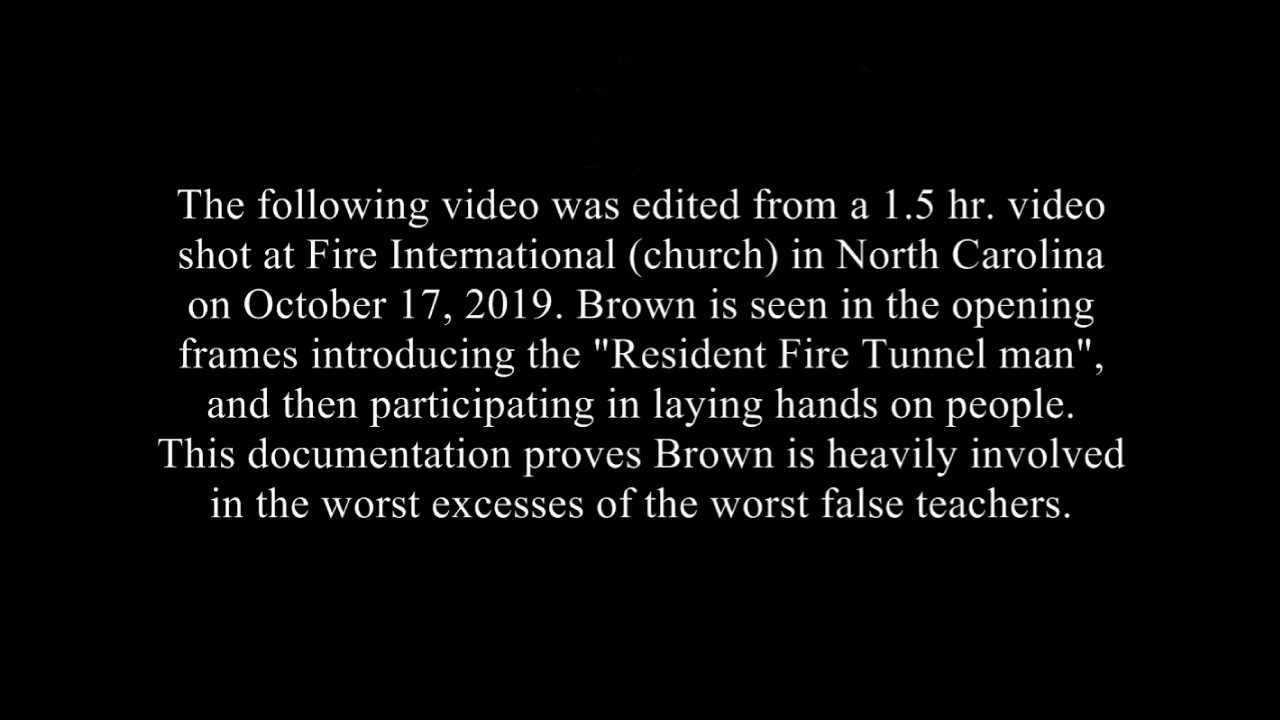 The following video was edited from a 1.5 hr. video
shot at Fire International (church) in North Carolina
on October 17, 2019. Brown is seen in the opening
frames introducing the "Resident Fire Tunnel man",
and then participating in laying hands on people.
This documentation proves Brown is heavily involved
in the worst excesses of the worst false teachers.